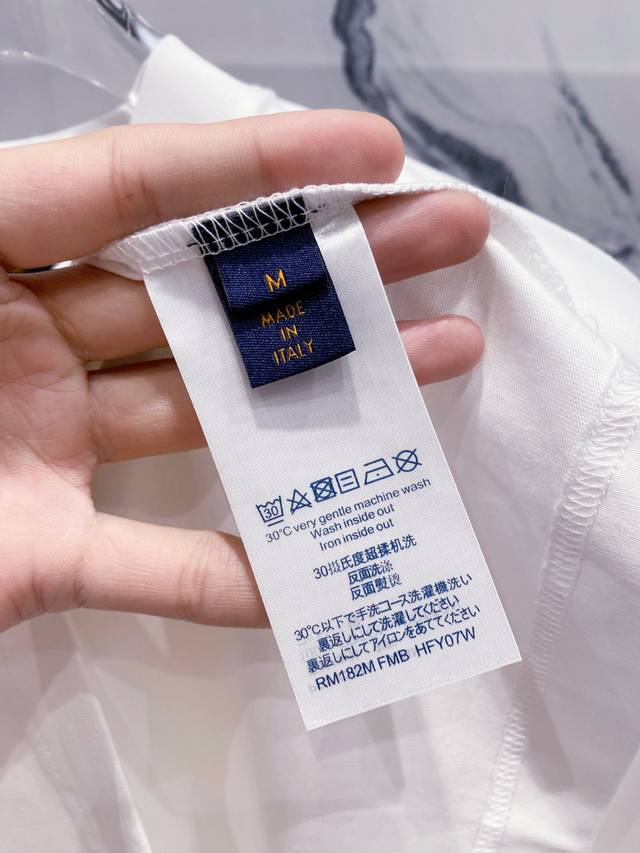 M
MADE
IN
ITALY
30
30°C very gentle machine wash
Wash inside out
Iron inside out
30摄氏度超揉机洗
反面洗涤
反面熨烫
30°C以下で手洗コース洗濯機洗い
裏返しにして洗濯してください
裏返しにしてアイロンをあててください
RM182M FMB HFY07W